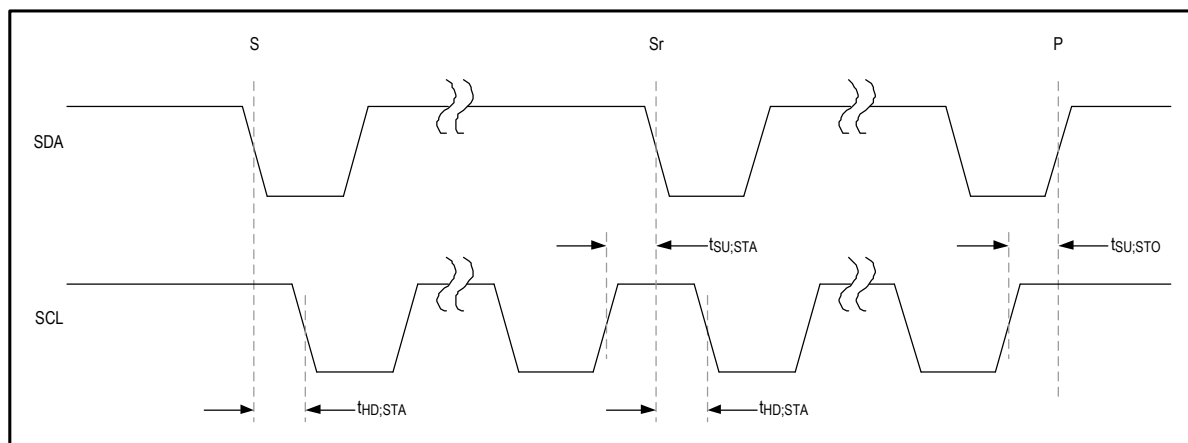 S Sr P
SDA
tSU;STA tSU;STO
SCL
tHD;STA tHD;STA